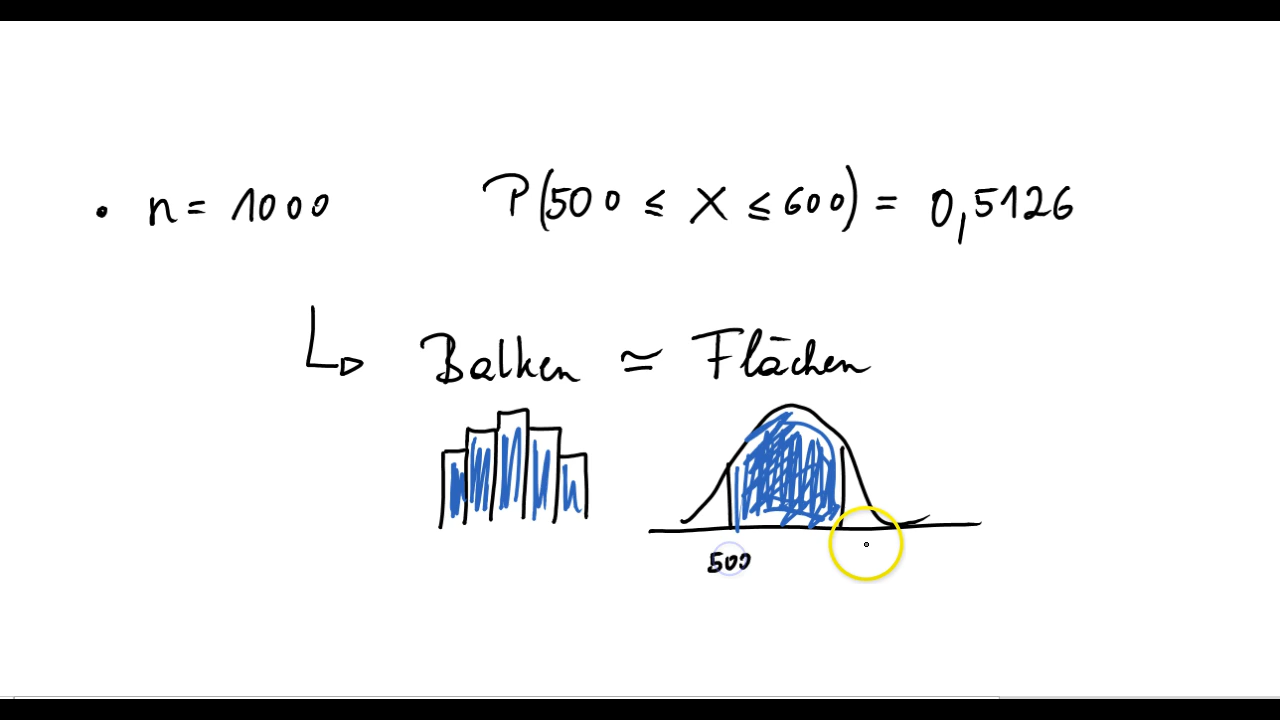 • n = 1000 P(500 ≤ X ≤ 600) = 0,5126
Balken ≃ Flächen
500